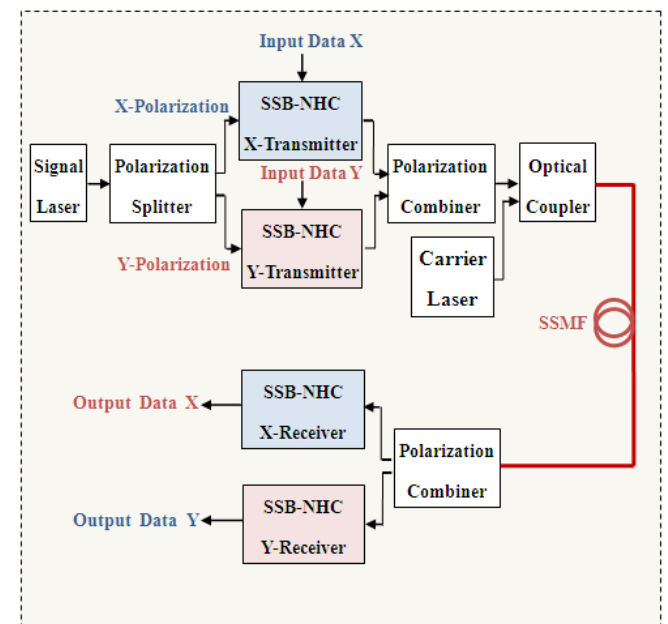 Input Data X
X-Polarization
SSB-NHC
X-Transmitter
Signal
Laser
Polarization
Splitter
Input Data Y
SSB-NHC
Y-Transmitter
Y-Polarization
Polarization
Combiner
Optical
Coupler
Carrier
Laser
SSMF
Output Data X
SSB-NHC
X-Receiver
Polarization
Combiner
Output Data Y
SSB-NHC
Y-Receiver